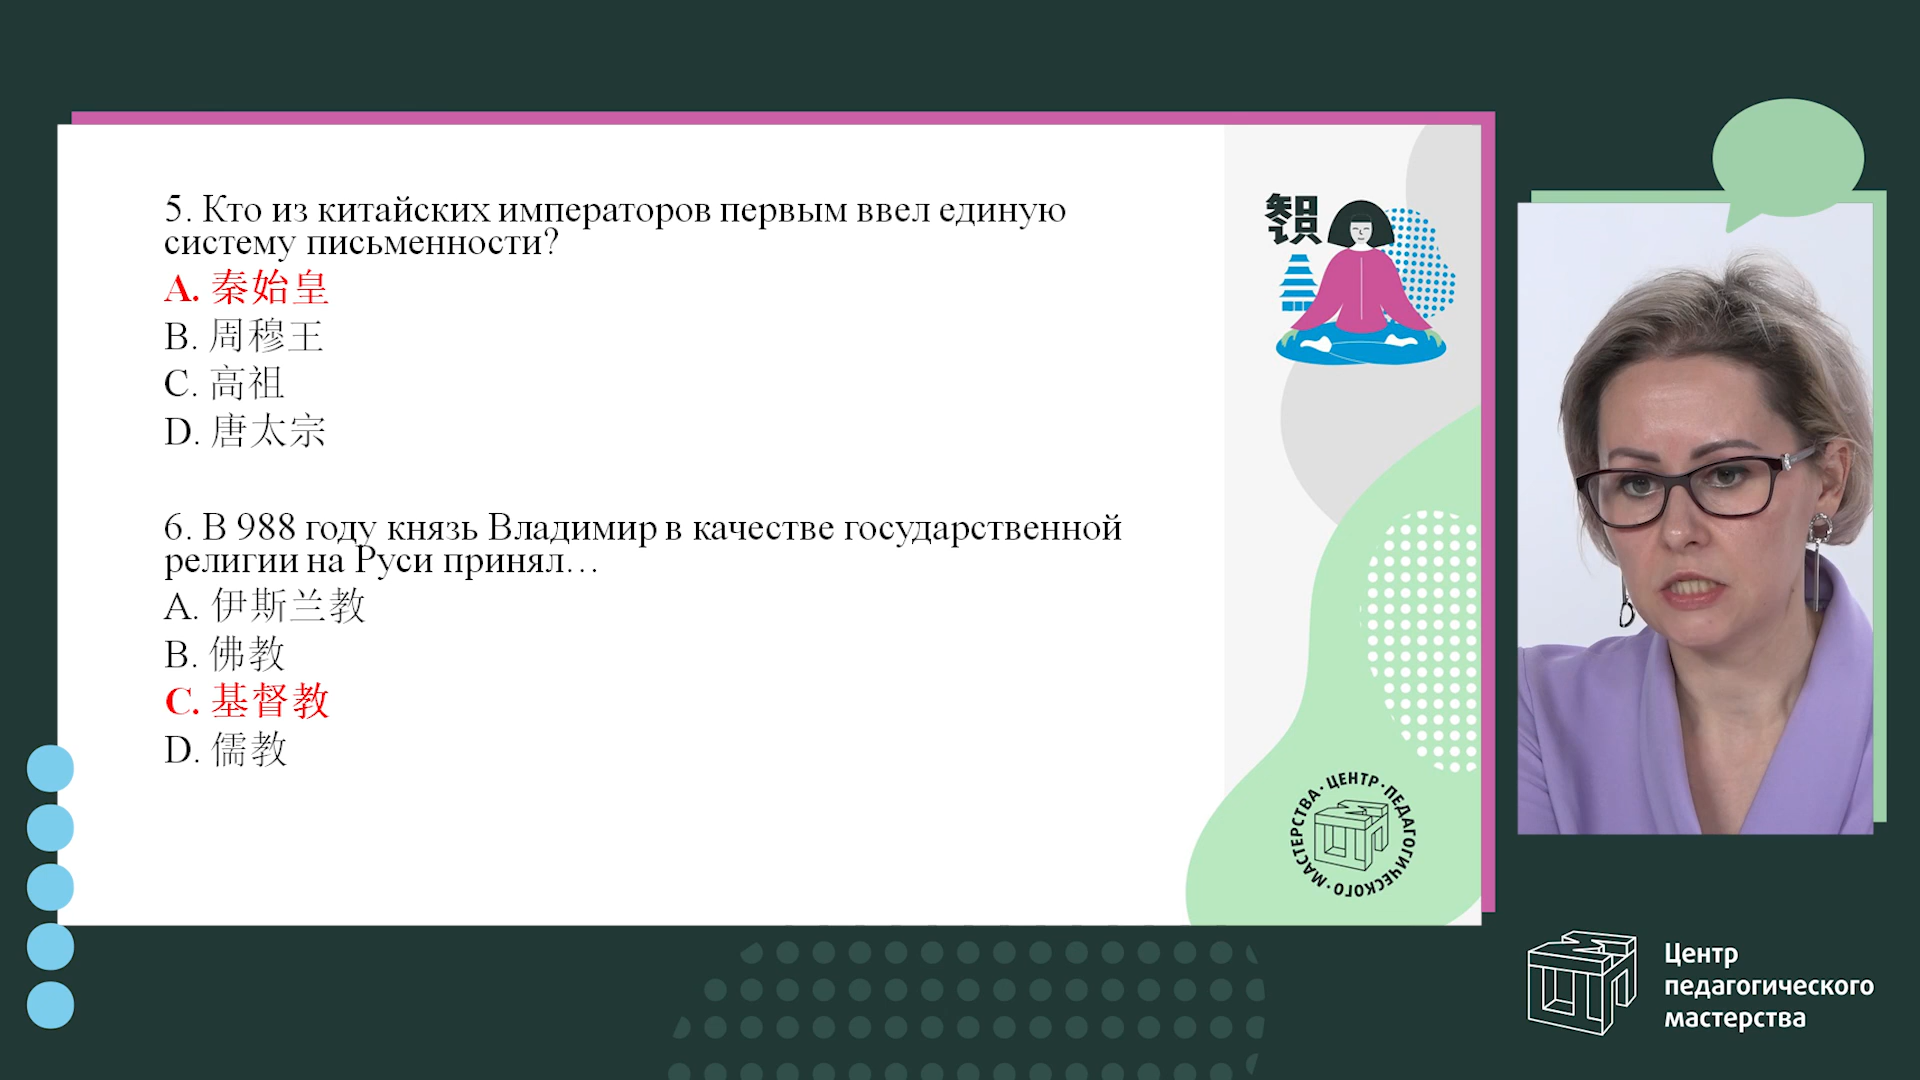 5. Кто из китайских императоров первым ввел единую
систему письменности?
A. 秦始皇
B. 周穆王
C. 高祖
D. 唐太宗
6. В 988 году князь Владимир в качестве государственной
религии на Руси принял…
A. 伊斯兰教
B. 佛教
C. 基督教
D. 儒教
智识
ЦЕНТР·ПЕДАГОГИЧЕСКОГО·МАСТЕРСТВА·
Центр
педагогического
мастерства